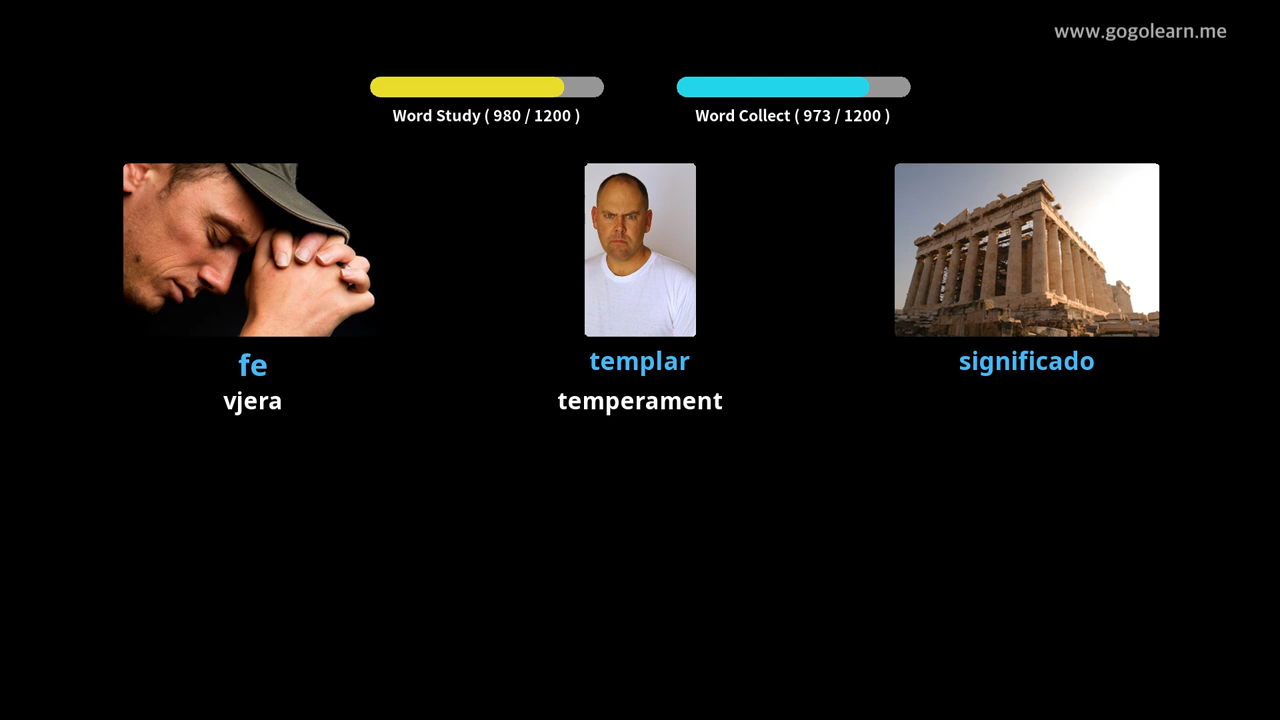 www.gogolearn.me
Word Study ( 980 / 1200 )
Word Collect ( 973 / 1200 )
fe
vjera
templar
temperament
significado